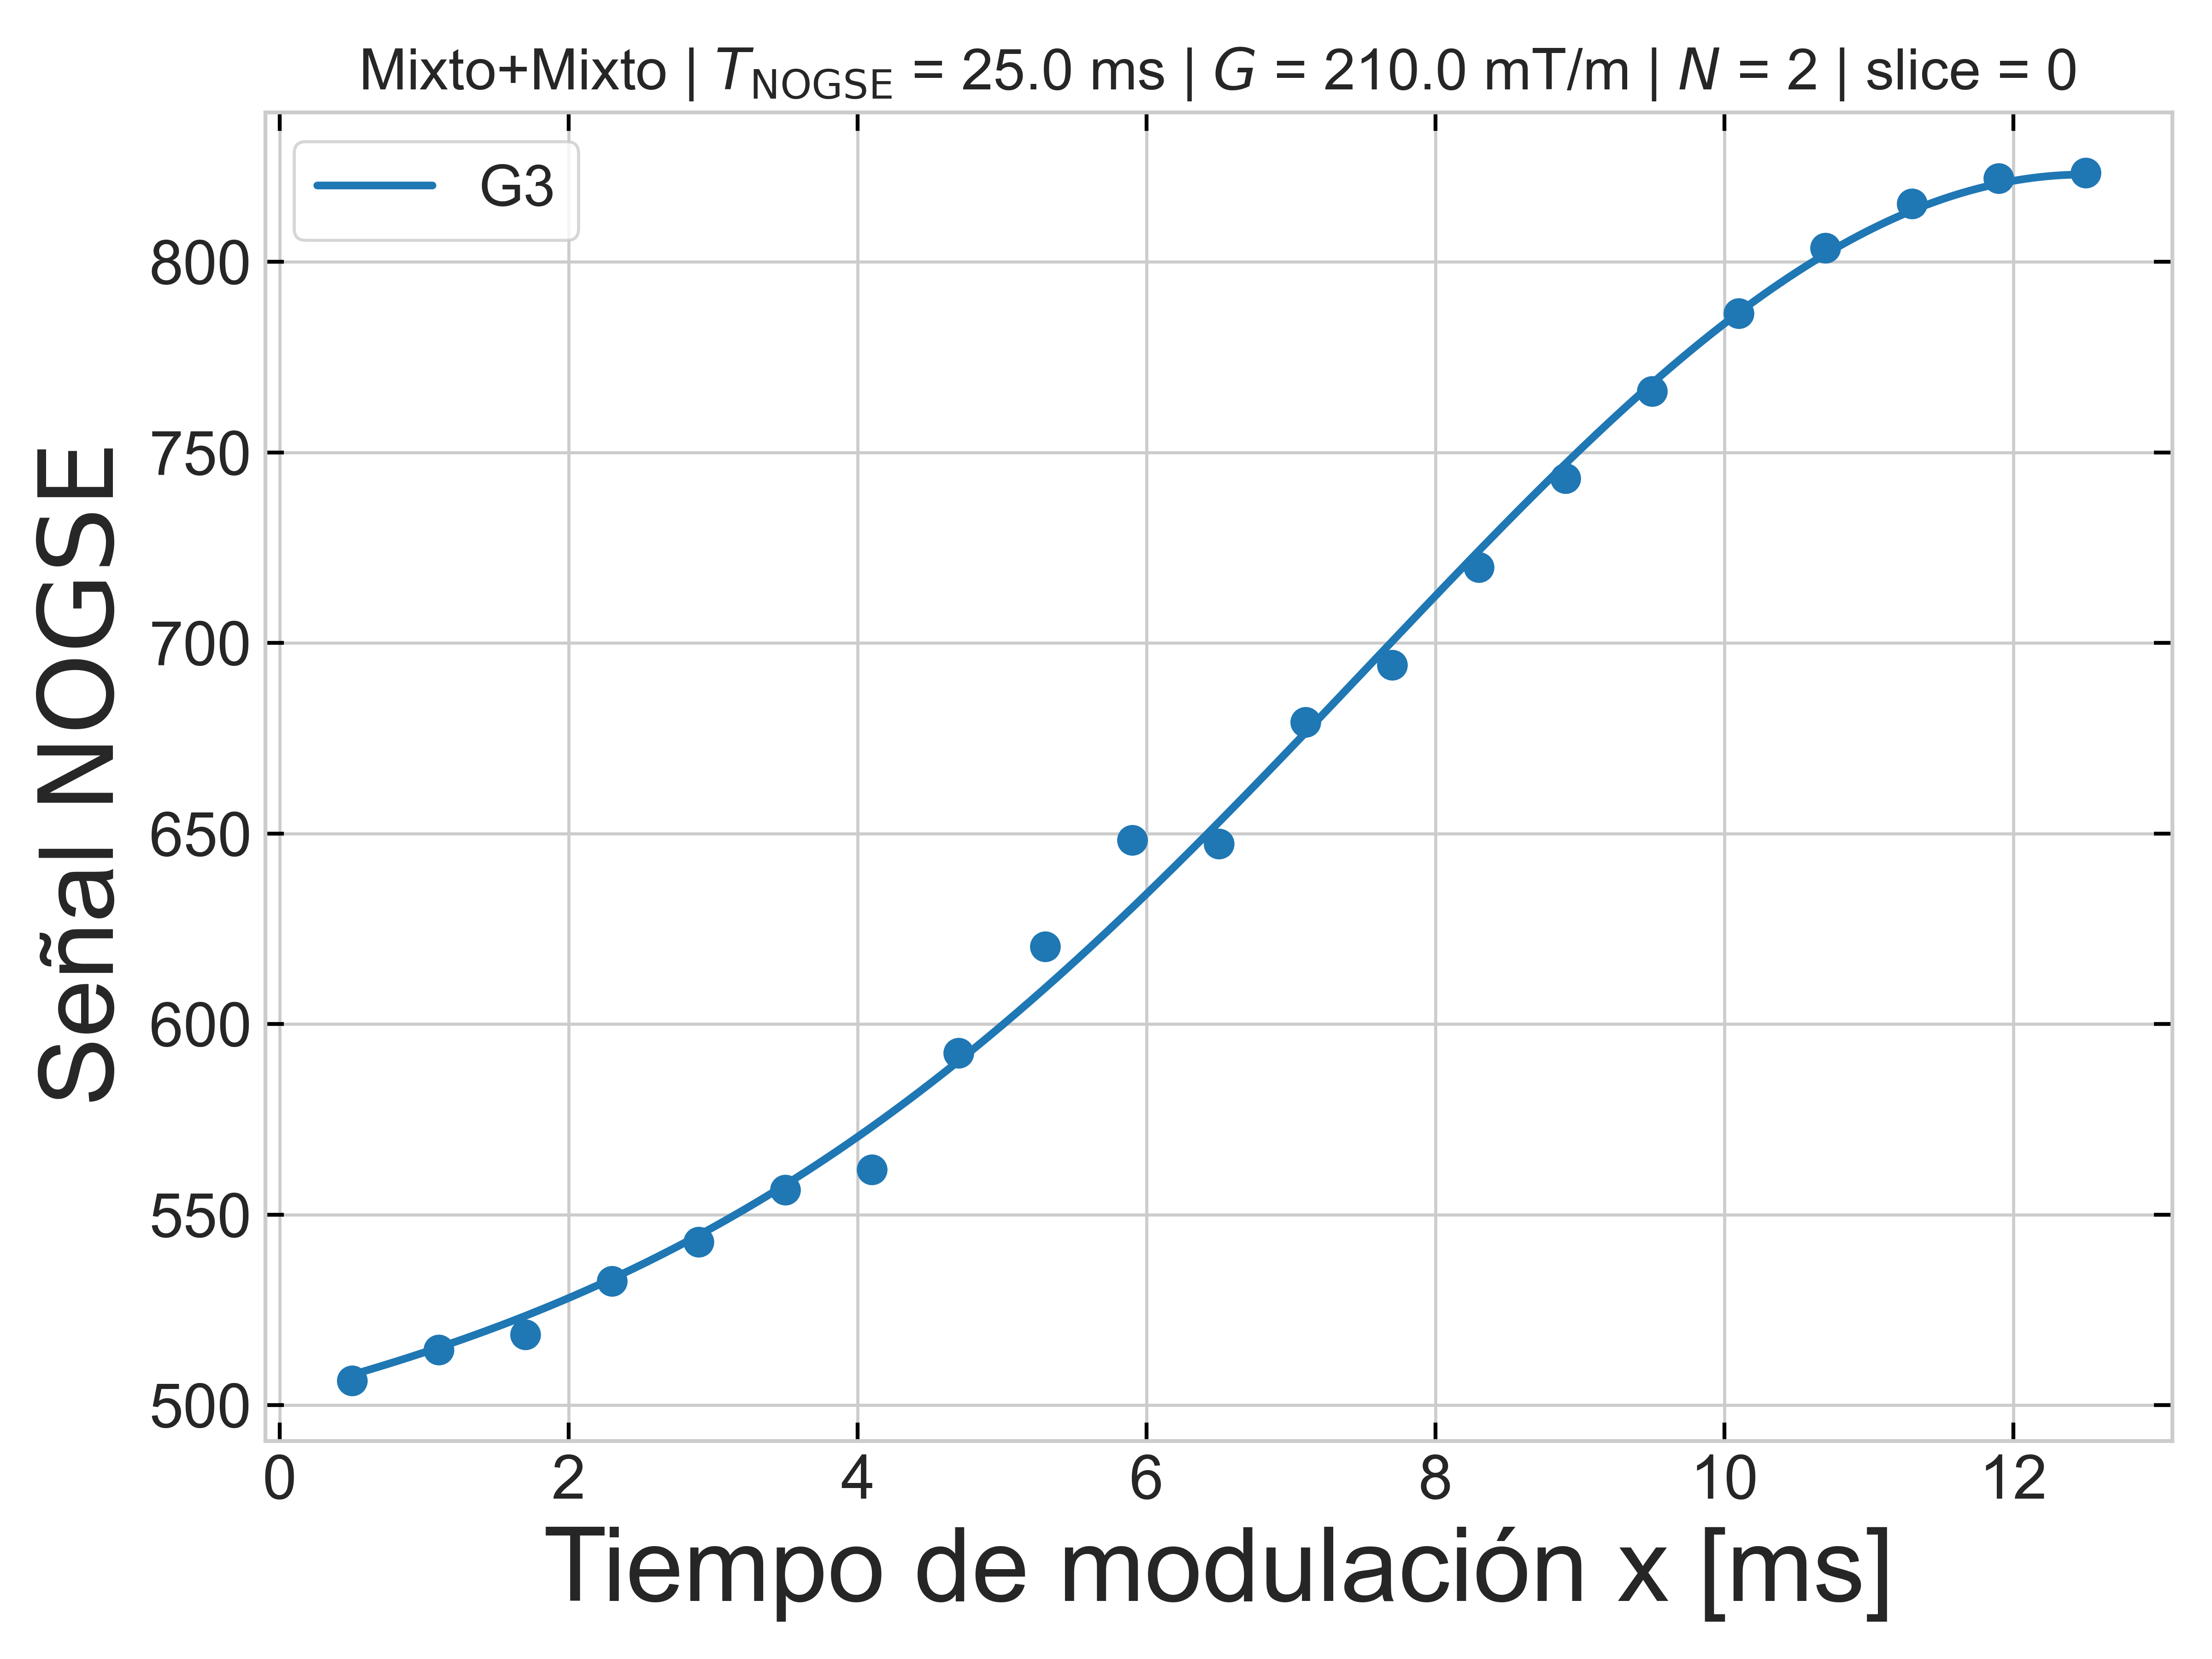 Mixto+Mixto | T_NOGSE = 25.0 ms | G = 210.0 mT/m | N = 2 | slice = 0
G3
Señal NOGSE
800
750
700
650
600
550
500
0 2 4 6 8 10 12
Tiempo de modulación x [ms]